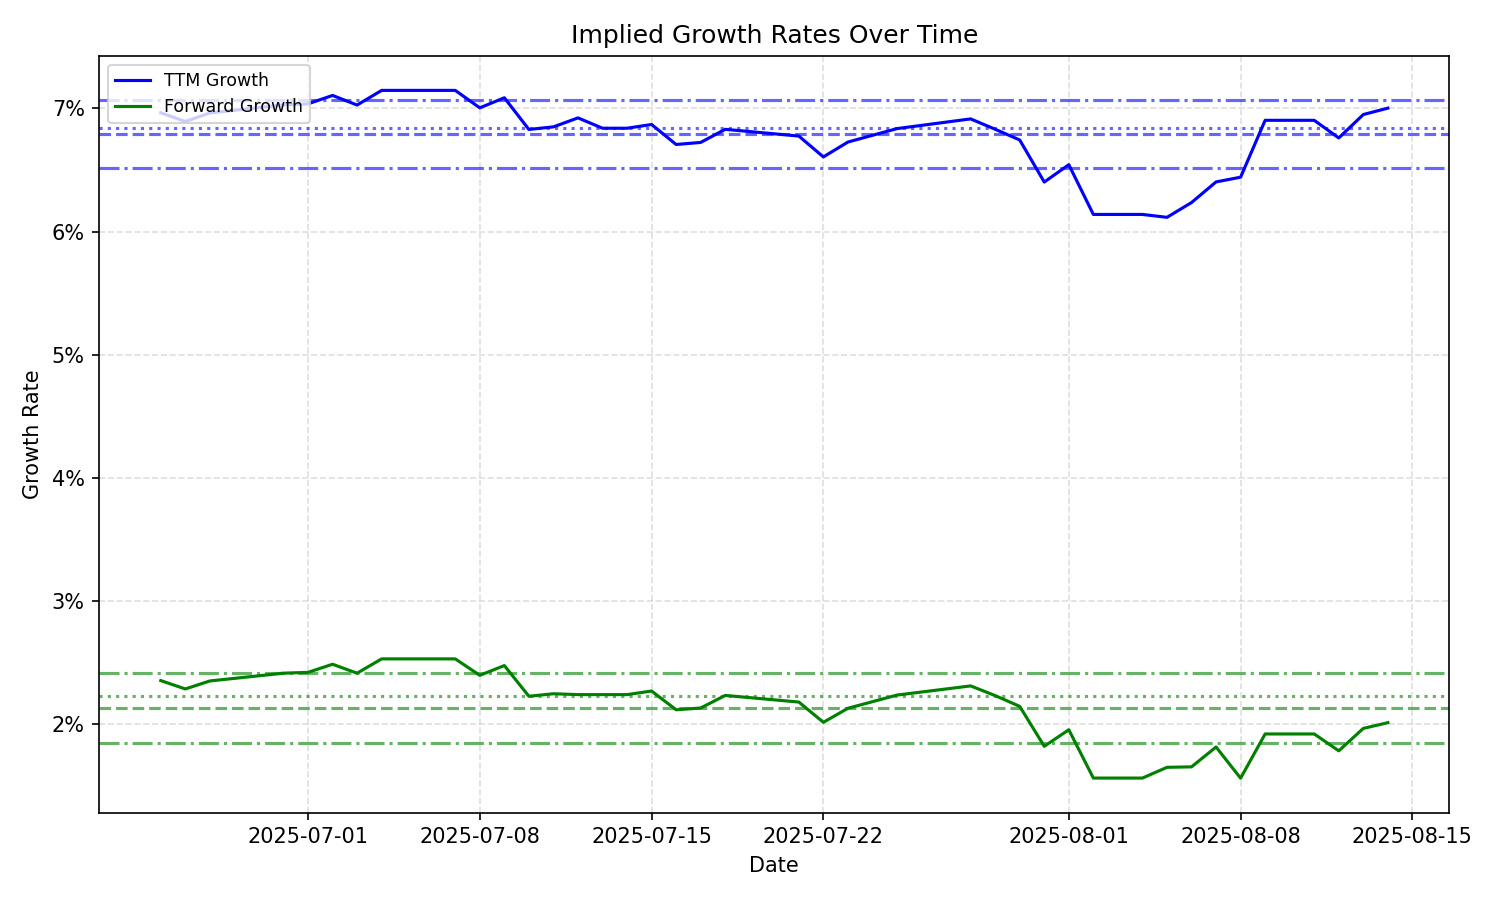 Implied Growth Rates Over Time
TTM Growth
Forward Growth
7%
6%
5%
4%
3%
2%
Growth Rate
2025-07-01 2025-07-08 2025-07-15 2025-07-22 2025-08-01 2025-08-08 2025-08-15
Date